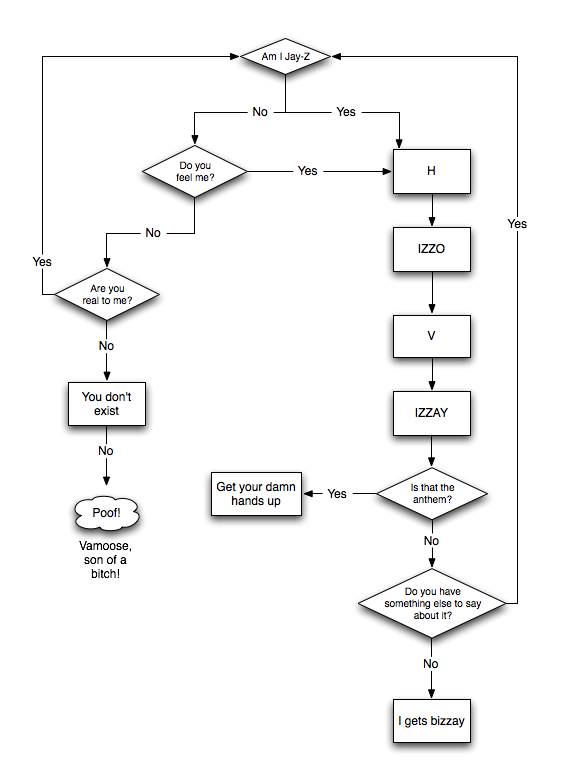 Am I Jay-Z
No
Yes
Do you
feel me?
Yes
H
No
IZZO
Yes
Yes
Are you
real to me?
V
No
You don't
exist
IZZAY
No
Is that the
anthem?
Yes
Get your damn
hands up
Poof!
No
Vamoose,
son of a
bitch!
Do you have
something else to say
about it?
No
I gets bizzay